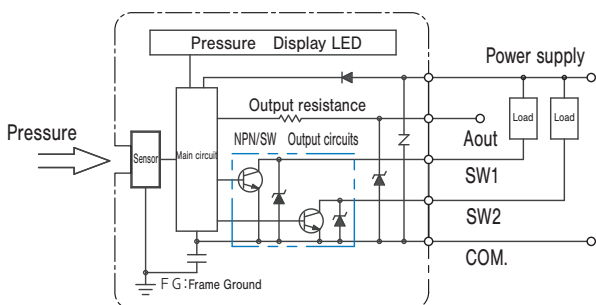 Pressure Display LED
Power supply
Output resistance
Load
Load
Pressure
NPN/SW Output circuits
Aout
Sensor
Main circuit
SW1
SW2
COM.
FG:Frame Ground